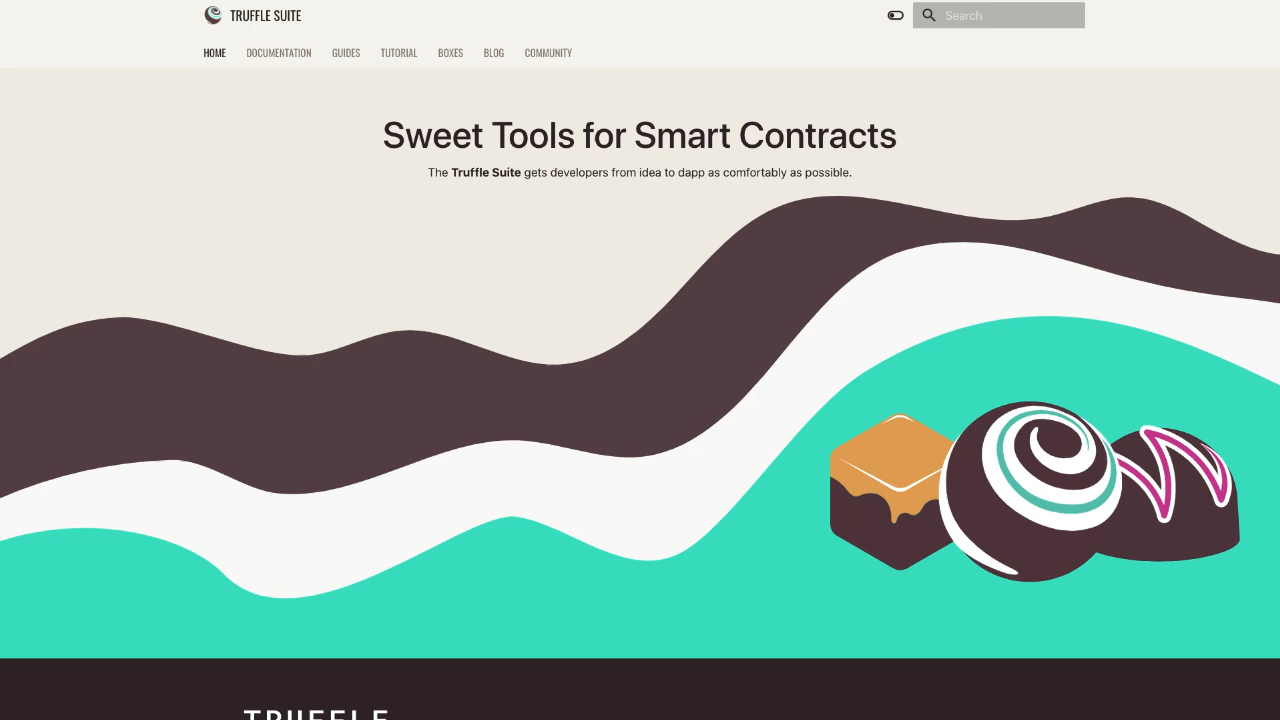 TRUFFLE SUITE
Search
HOME DOCUMENTATION GUIDES TUTORIAL BOXES BLOG COMMUNITY
Sweet Tools for Smart Contracts
The Truffle Suite gets developers from idea to dapp as comfortably as possible.
TRUFFLE